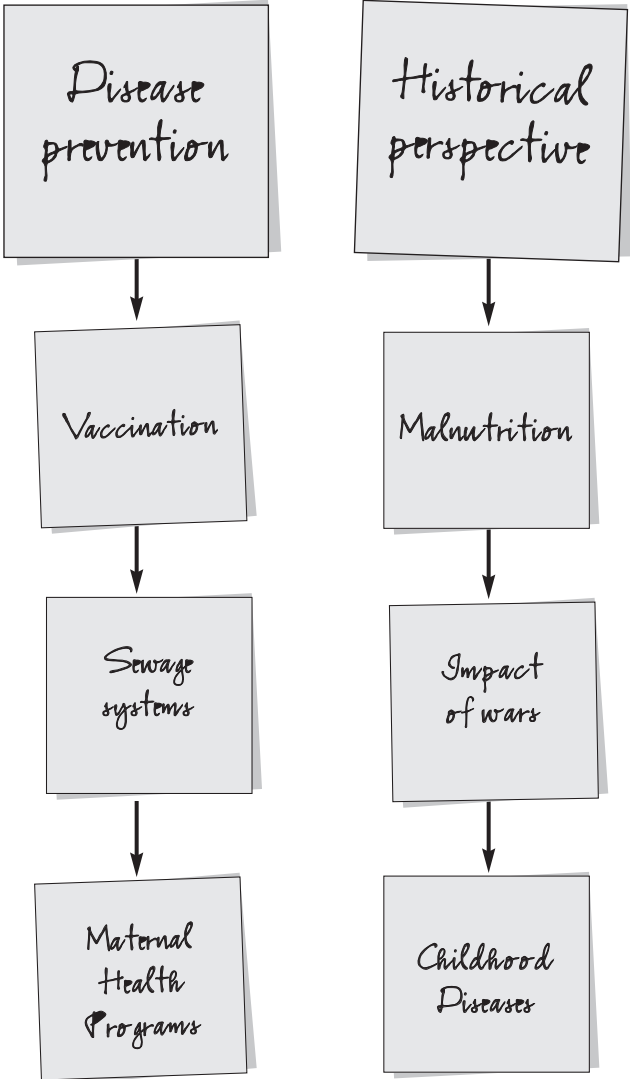 Disease
prevention
Vaccination
Sewage
systems
Maternal
Health
Programs
Historical
perspective
Malnutrition
Impact
of wars
Childhood
Diseases